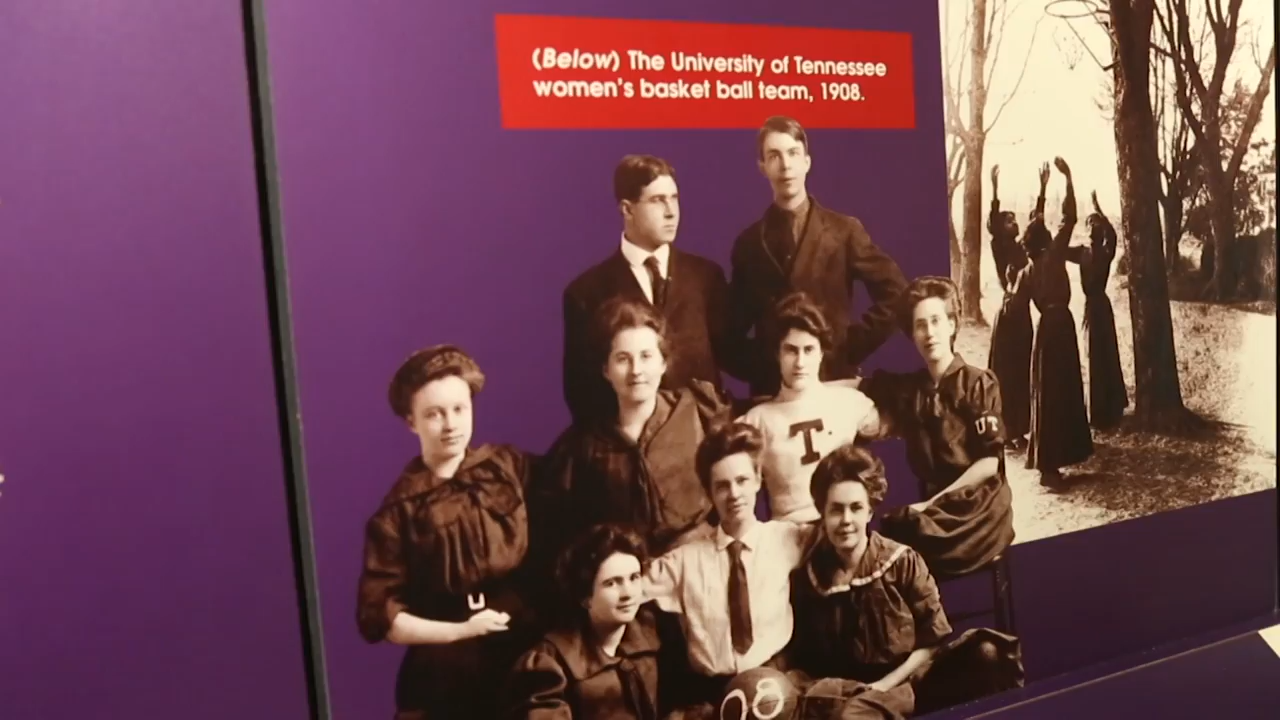 (Below) The University of Tennessee
women's basket ball team, 1908.
T.
UT
08